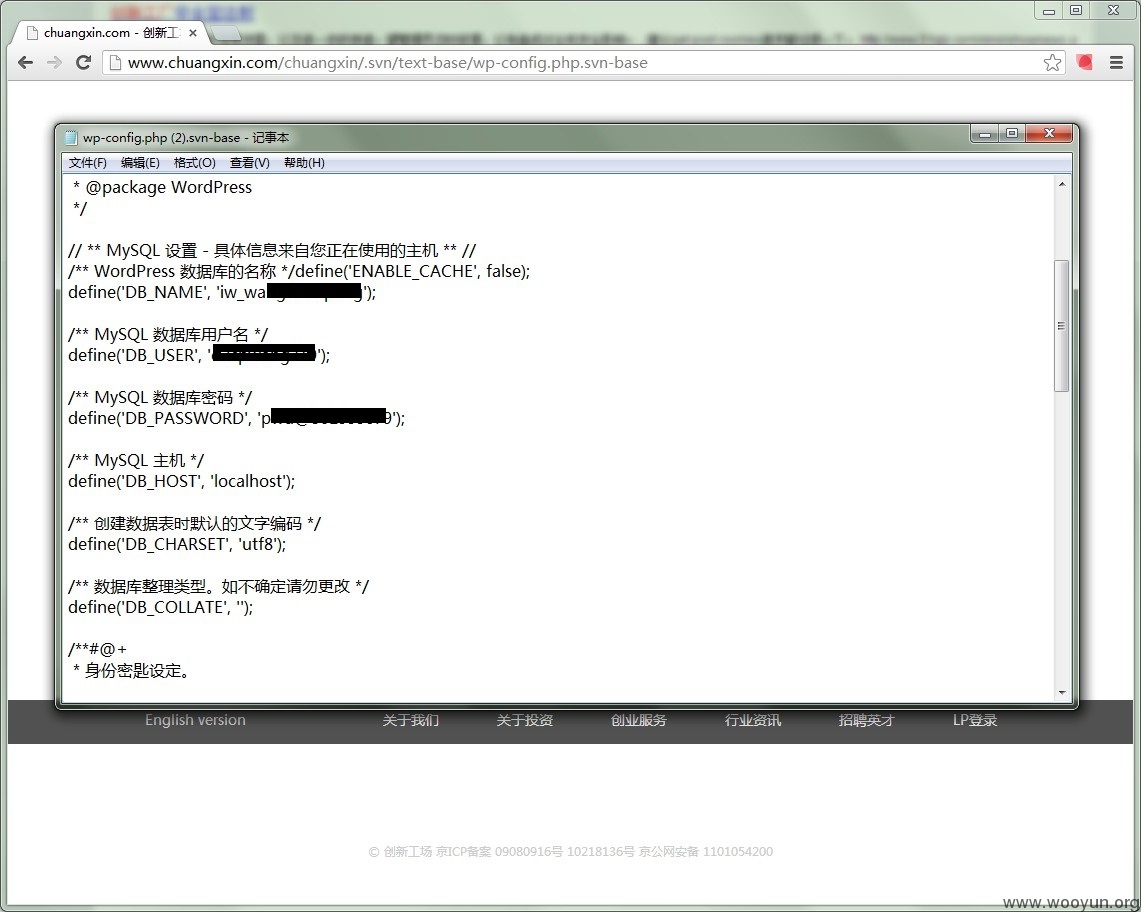 chuangxin.com - 创新工
www.chuangxin.com/chuangxin/.svn/text-base/wp-config.php.svn-base
wp-config.php (2).svn-base - 记事本
文件(F) 编辑(E) 格式(O) 查看(V) 帮助(H)
* @package WordPress
*/
// ** MySQL 设置 - 具体信息来自您正在使用的主机 ** //
/** WordPress 数据库的名称 */define('ENABLE_CACHE', false);
define('DB_NAME', 'iw_wa');
/** MySQL 数据库用户名 */
define('DB_USER', '');
/** MySQL 数据库密码 */
define('DB_PASSWORD', 'p');
/** MySQL 主机 */
define('DB_HOST', 'localhost');
/** 创建数据表时默认的文字编码 */
define('DB_CHARSET', 'utf8');
/** 数据库整理类型。如不确定请勿更改 */
define('DB_COLLATE', '');
/**#@+
* 身份密匙设定。
English version 关于我们 关于投资 创业服务 行业资讯 招聘英才 LP登录
© 创新工场 京ICP备案 09080916号 10218136号 京公网安备 1101054200
www.wooyun.org